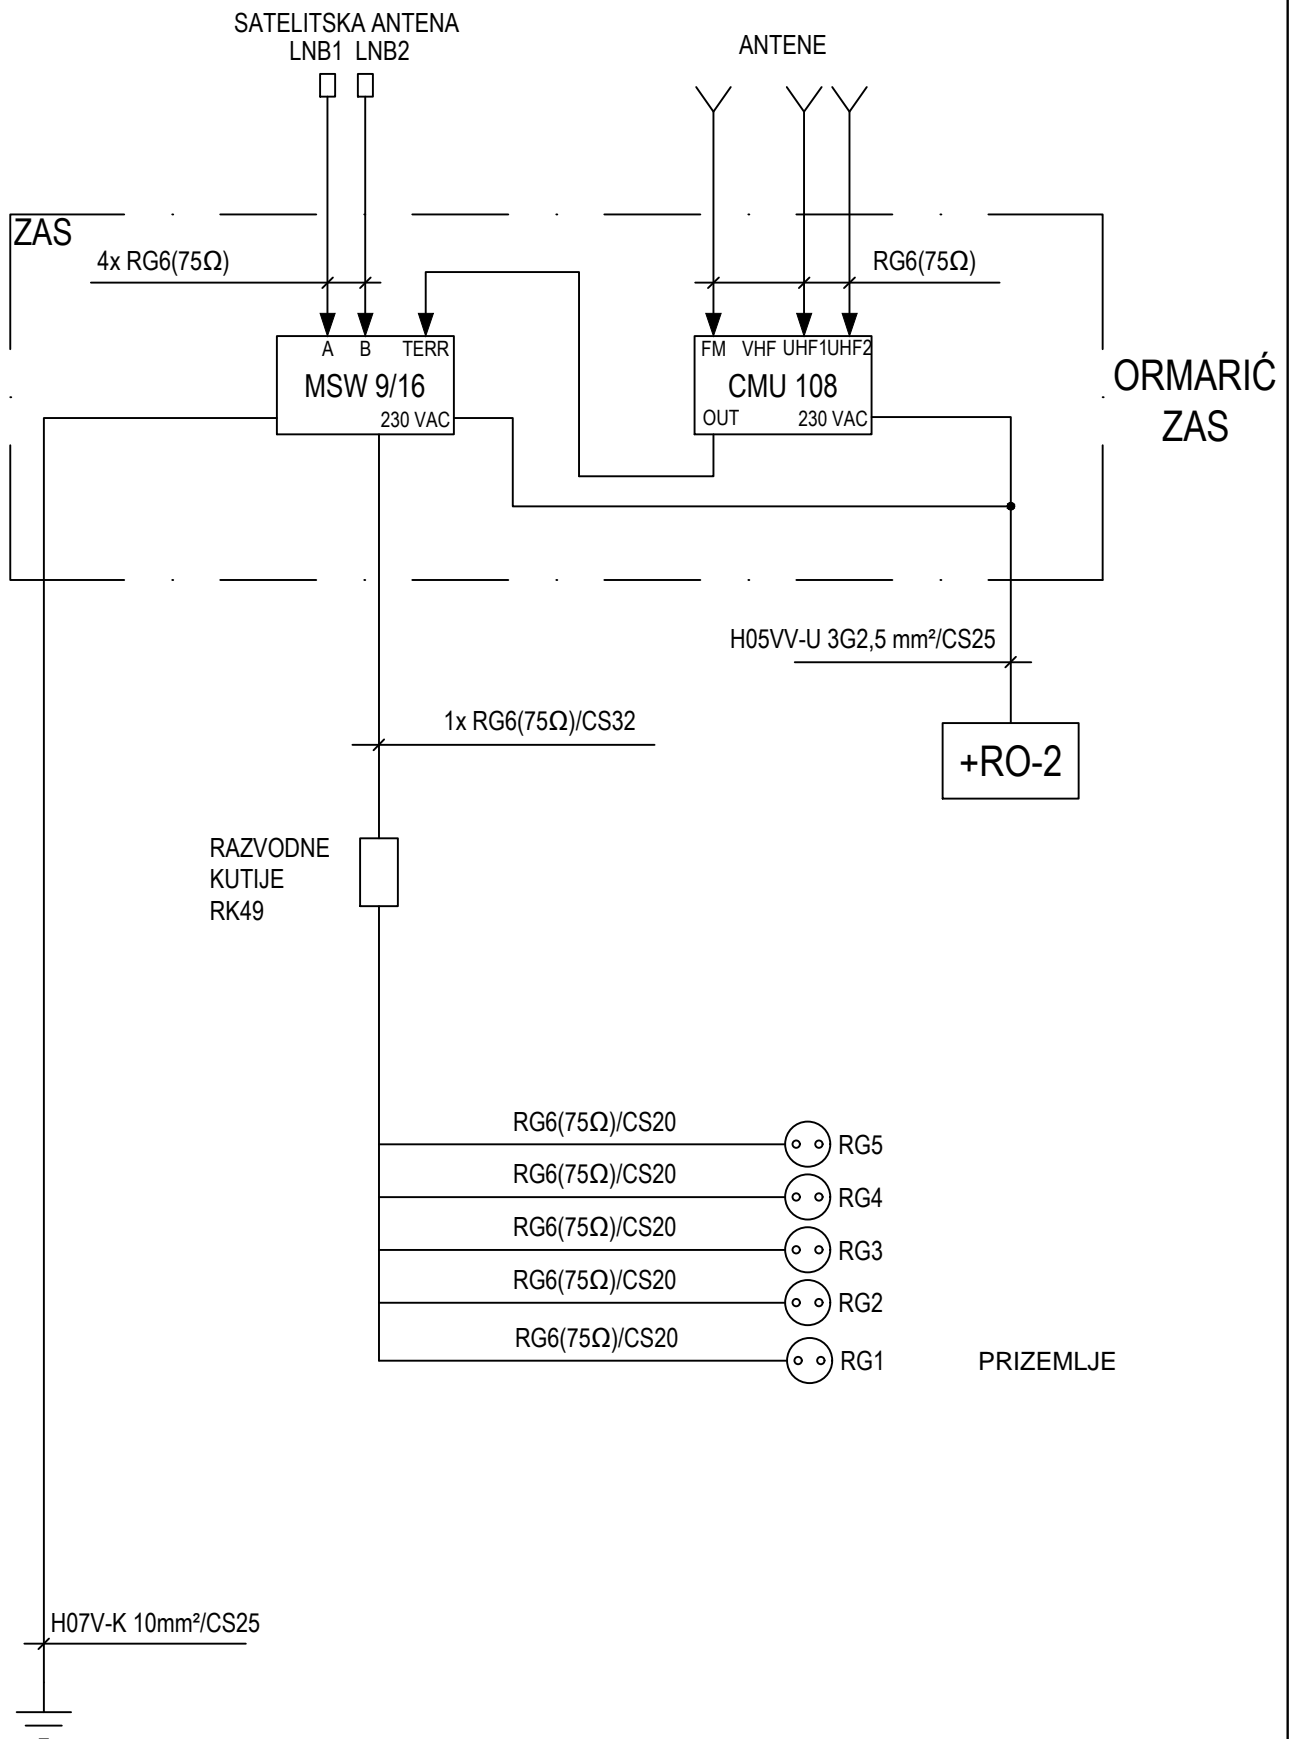 SATELITSKA ANTENA
LNB1 LNB2
ANTENE
ZAS
4x RG6(75Ω)
RG6(75Ω)
A B TERR
MSW 9/16
230 VAC
FM VHF UHF1 UHF2
CMU 108
OUT 230 VAC
ORMARIĆ
ZAS
H05VV-U 3G2,5 mm²/CS25
1x RG6(75Ω)/CS32
+RO-2
RAZVODNE
KUTIJE
RK49
RG6(75Ω)/CS20
RG5
RG6(75Ω)/CS20
RG4
RG6(75Ω)/CS20
RG3
RG6(75Ω)/CS20
RG2
RG6(75Ω)/CS20
RG1
PRIZEMLJE
H07V-K 10mm²/CS25